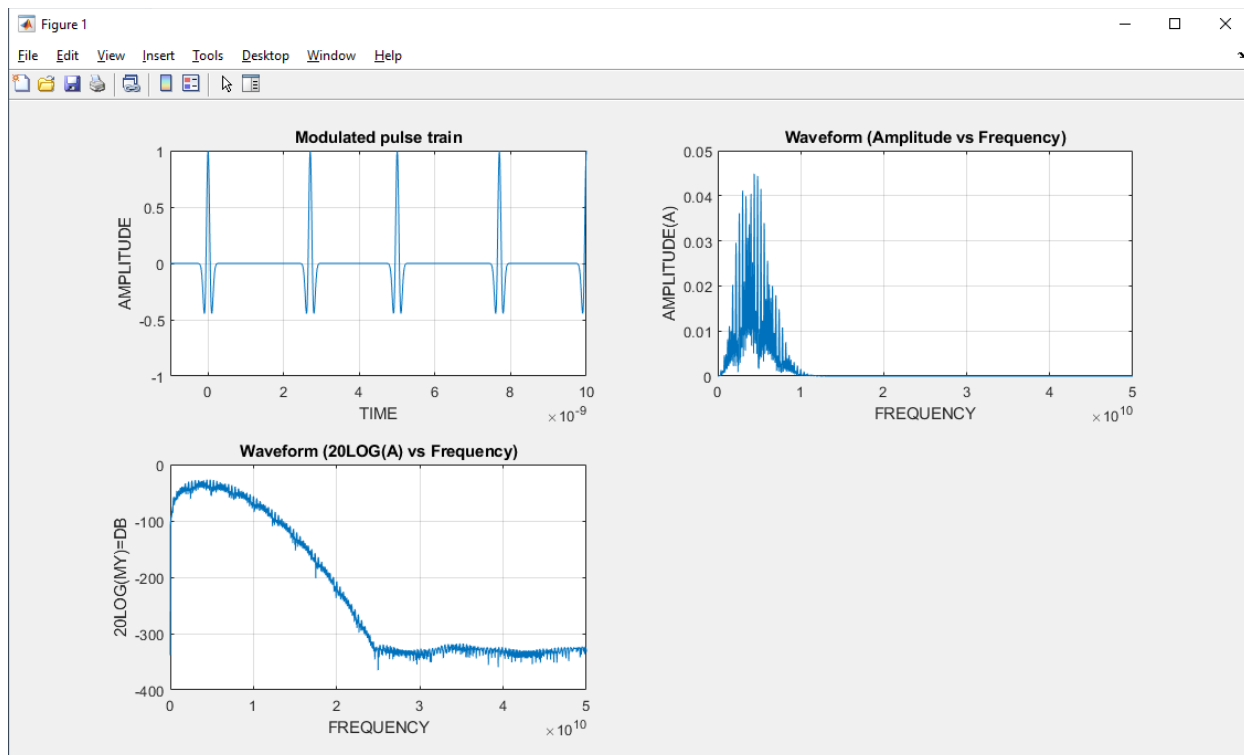 Figure 1
File Edit View Insert Tools Desktop Window Help
Modulated pulse train
1
0.5
0
-0.5
-1
AMPLITUDE
0 2 4 6 8 10
TIME
×10-9
Waveform (Amplitude vs Frequency)
0.05
0.04
0.03
0.02
0.01
0
AMPLITUDE(A)
0 1 2 3 4 5
FREQUENCY
×10 10
Waveform (20LOG(A) vs Frequency)
0
-100
-200
-300
-400
20LOG(MY)=DB
0 1 2 3 4 5
FREQUENCY
×10 10